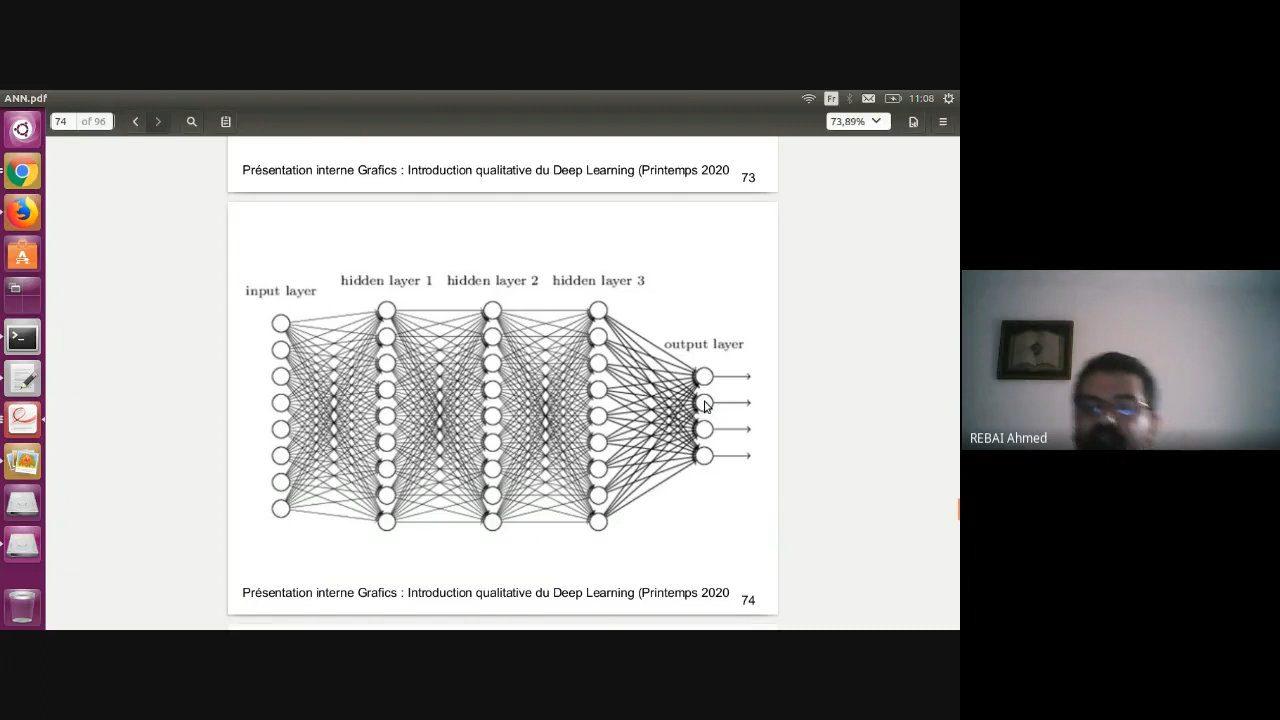 ANN.pdf
Fr
11:08
74 of 96
73,89%
Présentation interne Grafics : Introduction qualitative du Deep Learning (Printemps 2020
73
hidden layer 1 hidden layer 2 hidden layer 3
input layer
output layer
REBAI Ahmed
Présentation interne Grafics : Introduction qualitative du Deep Learning (Printemps 2020
74